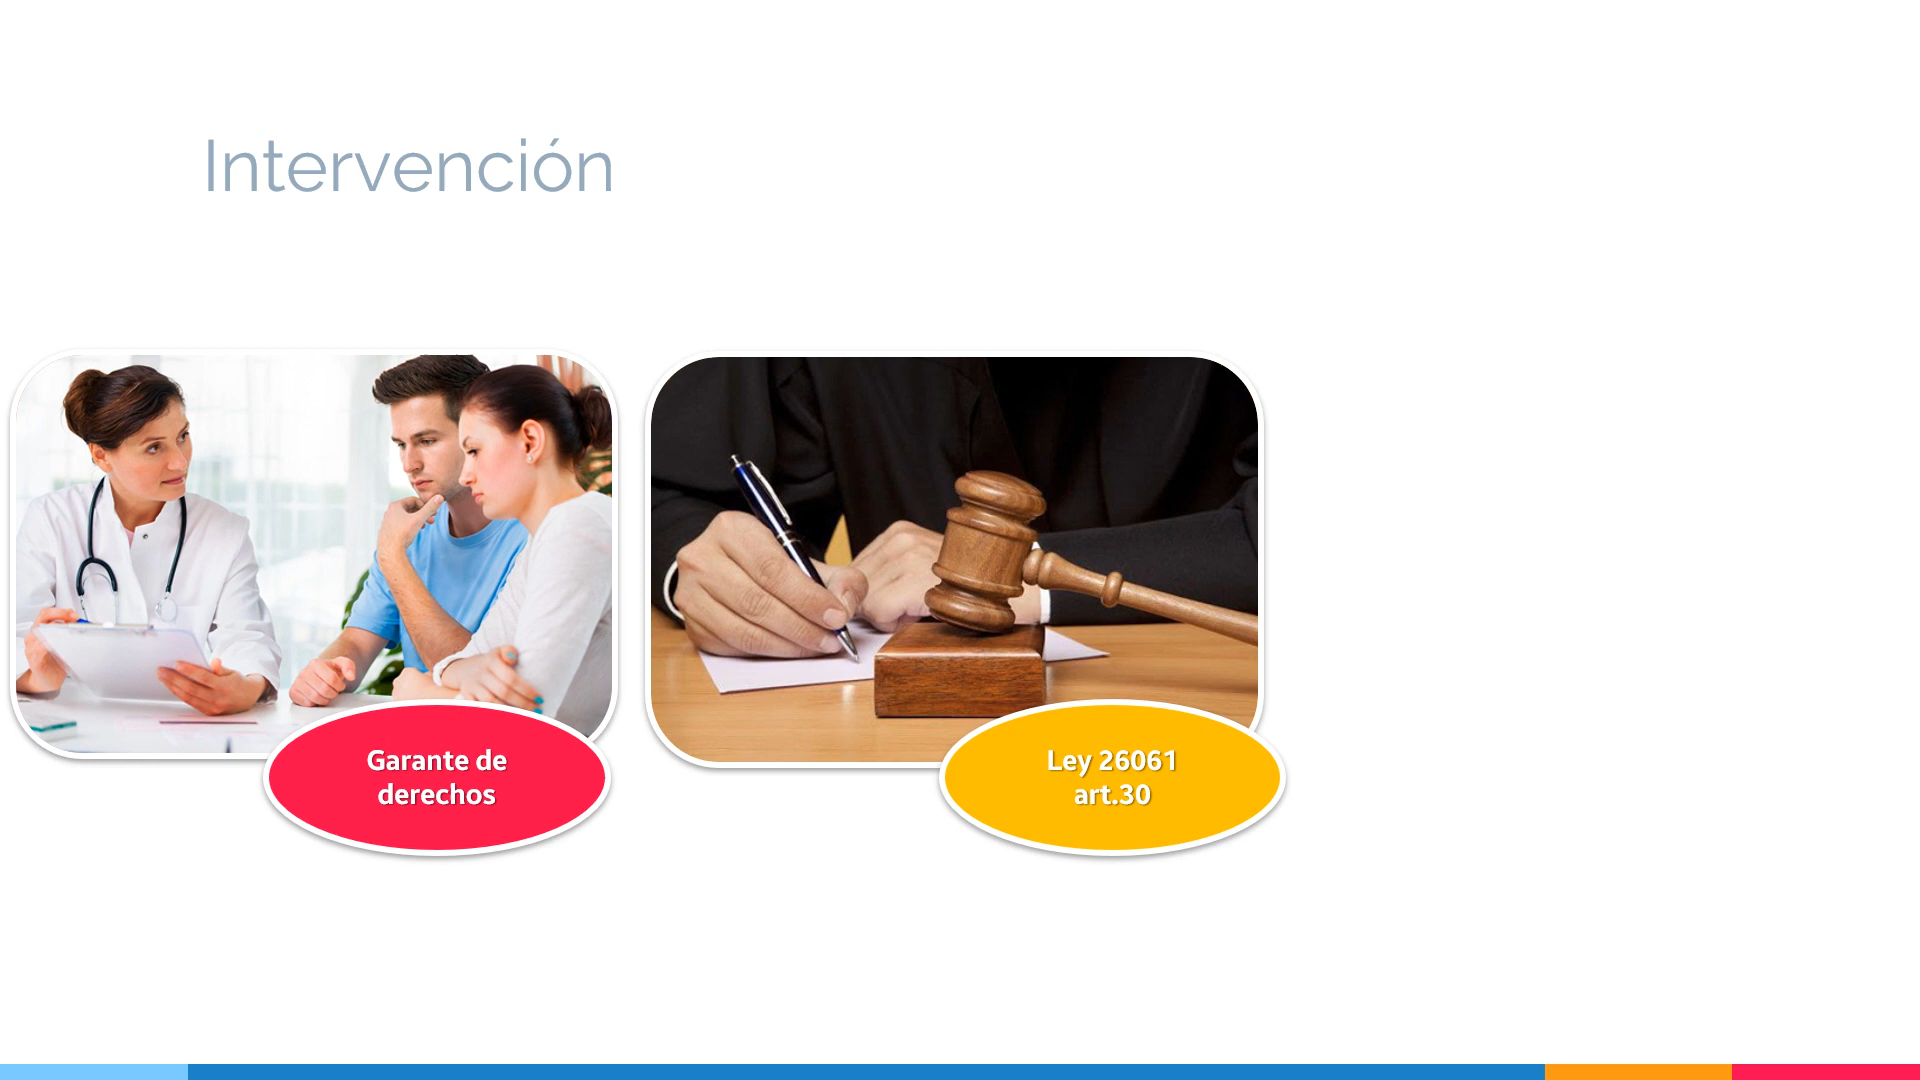 Intervención
Garante de
derechos
Ley 26061
art.30